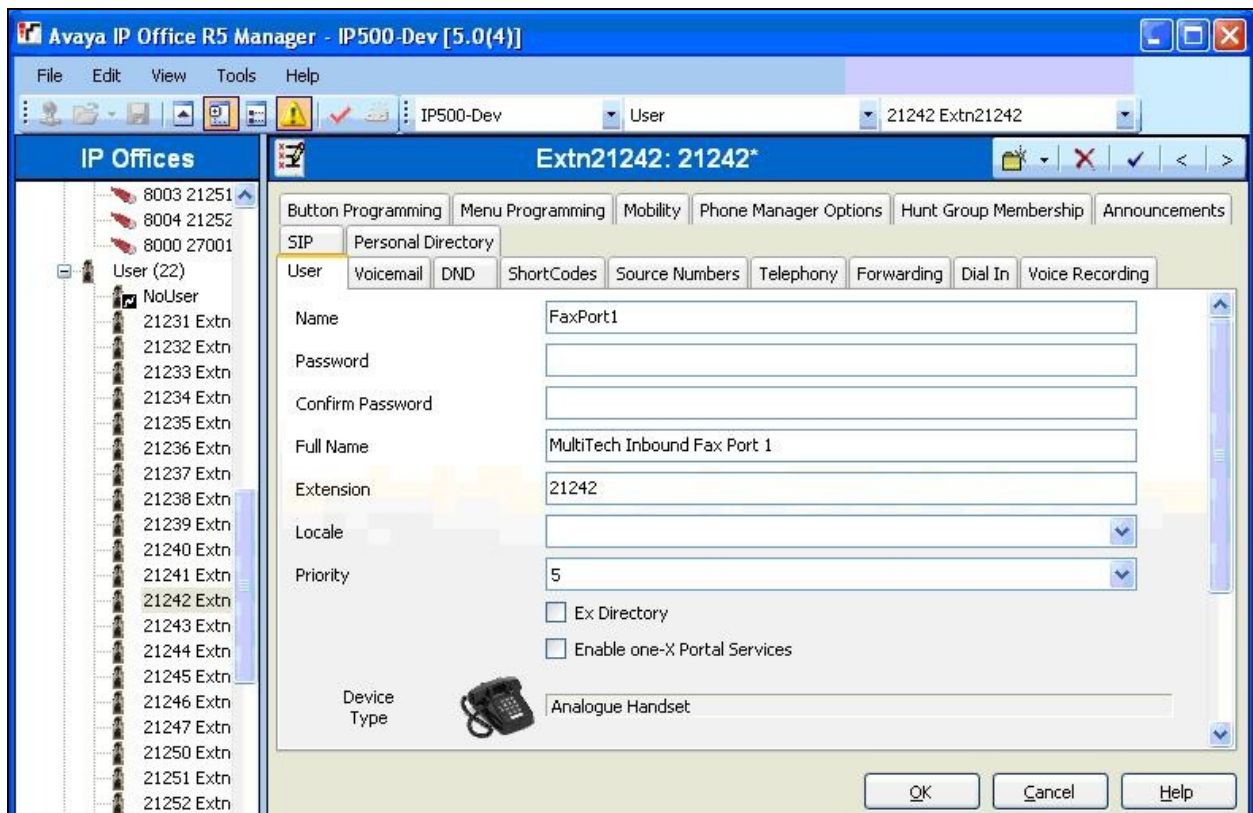 Avaya IP Office R5 Manager - IP500-Dev [5.0(4)]
File Edit View Tools Help
IP500-Dev User 21242 Extn21242
IP Offices
8003 21251
8004 21252
8000 27001
User (22)
NoUser
21231 Extn
21232 Extn
21233 Extn
21234 Extn
21235 Extn
21236 Extn
21237 Extn
21238 Extn
21239 Extn
21240 Extn
21241 Extn
21242 Extn
21243 Extn
21244 Extn
21245 Extn
21246 Extn
21247 Extn
21250 Extn
21251 Extn
21252 Extn
Extn21242: 21242*
Button Programming Menu Programming Mobility Phone Manager Options Hunt Group Membership Announcements
SIP Personal Directory
User Voicemail DND ShortCodes Source Numbers Telephony Forwarding Dial In Voice Recording
Name FaxPort1
Password
Confirm Password
Full Name MultiTech Inbound Fax Port 1
Extension 21242
Locale
Priority 5
Ex Directory
Enable one-X Portal Services
Device
Type
Analogue Handset
OK Cancel Help